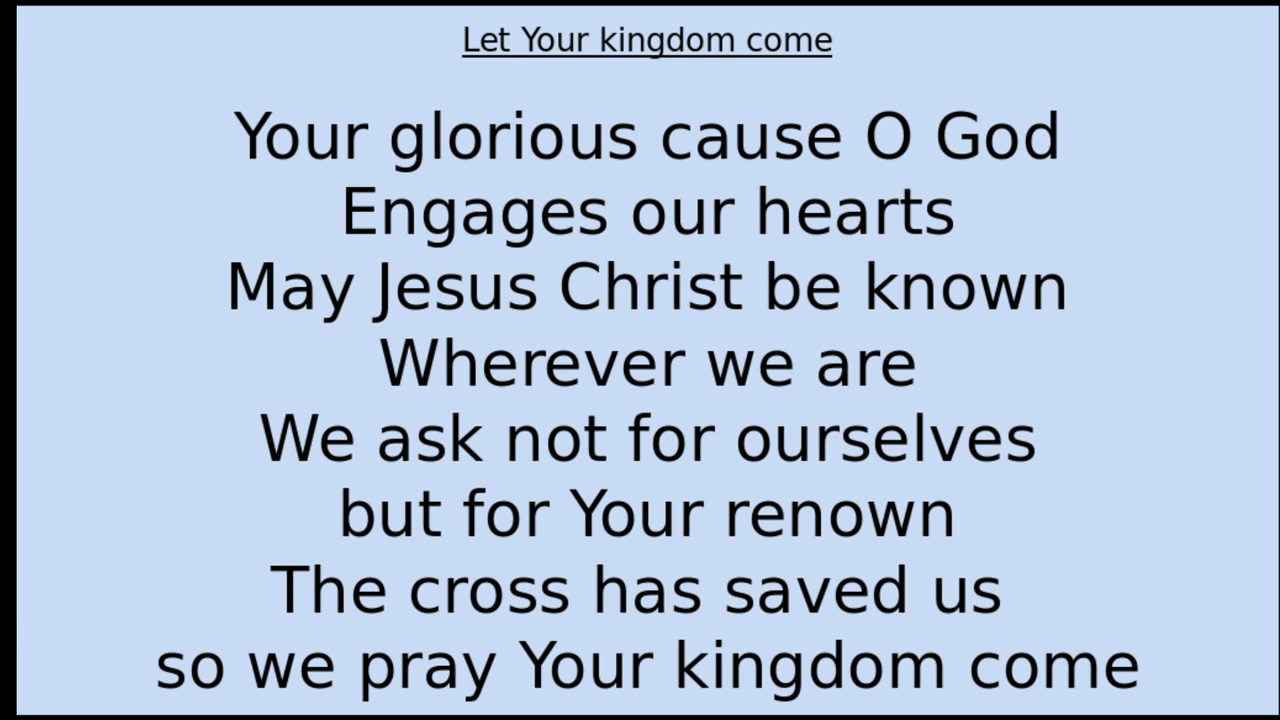 Let Your kingdom come
Your glorious cause O God
Engages our hearts
May Jesus Christ be known
Wherever we are
We ask not for ourselves
but for Your renown
The cross has saved us
so we pray Your kingdom come